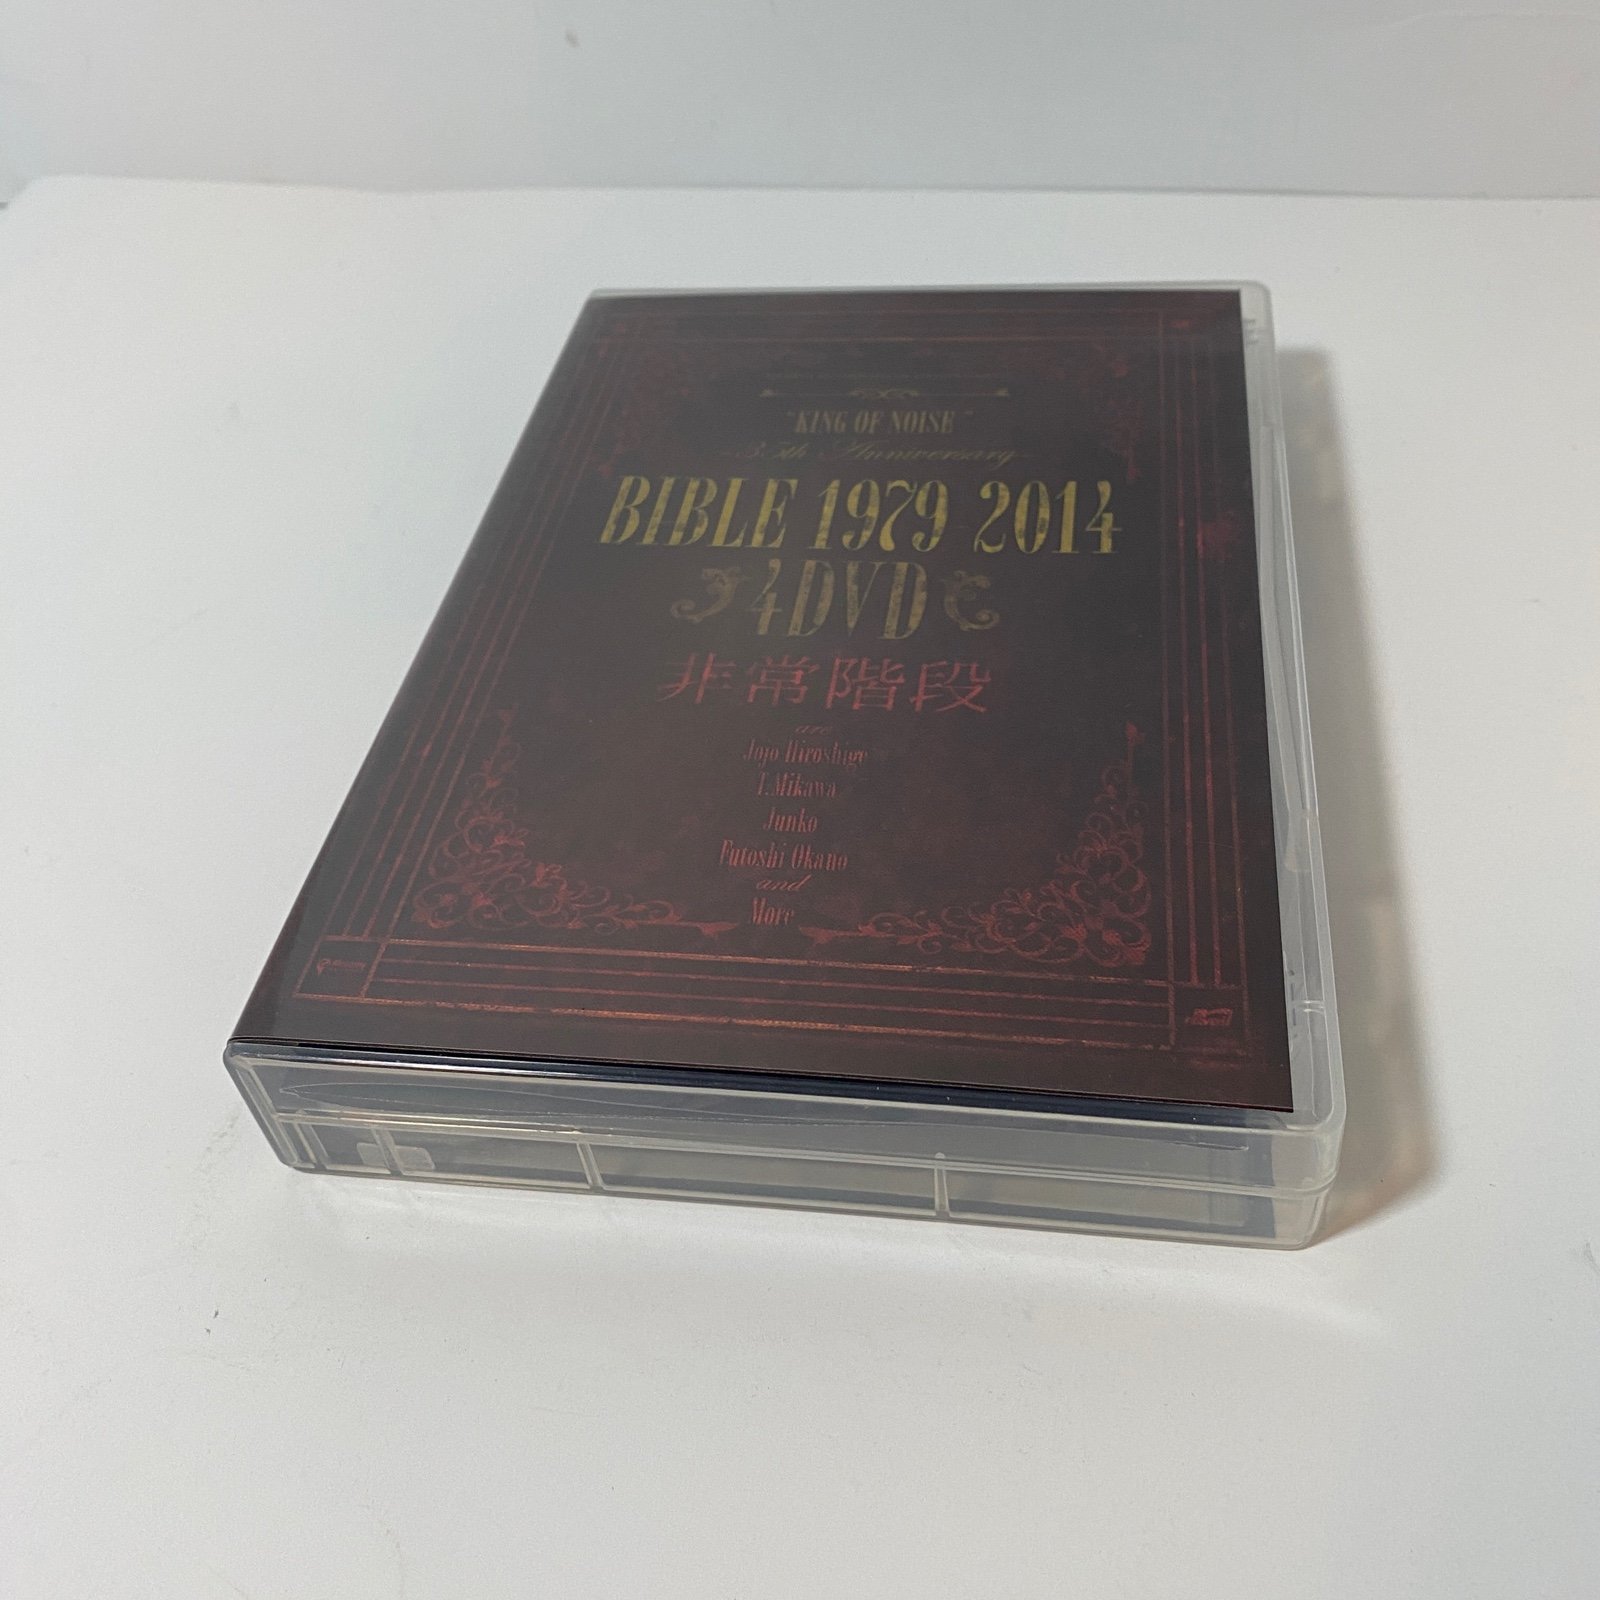 "KING OF NOISE"
-35th Anniversary-
BIBLE 1979 2014
4DVD
非常階段
are
Jojo Hiroshige
T.Mikawa
Junko
Futoshi Okano
and
More